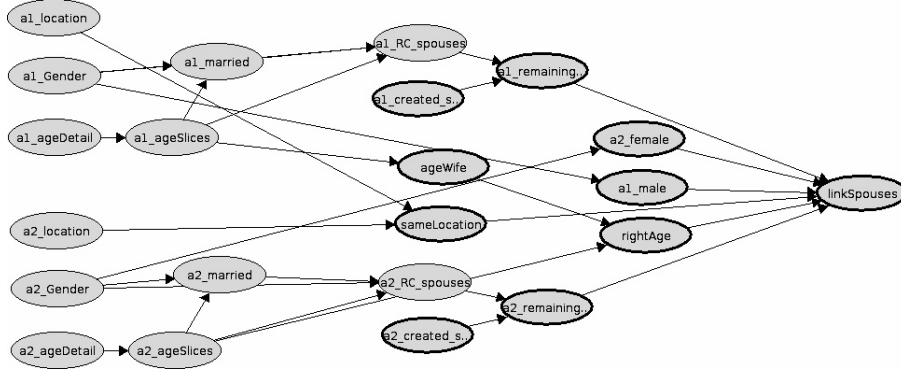 a1_location
a1_Gender
a1_married
a1_RC_spouses
a1_remaining...
a1_created_s...
a1_ageDetail
a1_ageSlices
a2_female
ageWife
a1_male
linkSpouses
a2_location
sameLocation
rightAge
a2_Gender
a2_married
a2_RC_spouses
a2_remaining...
a2_created_s...
a2_ageDetail
a2_ageSlices